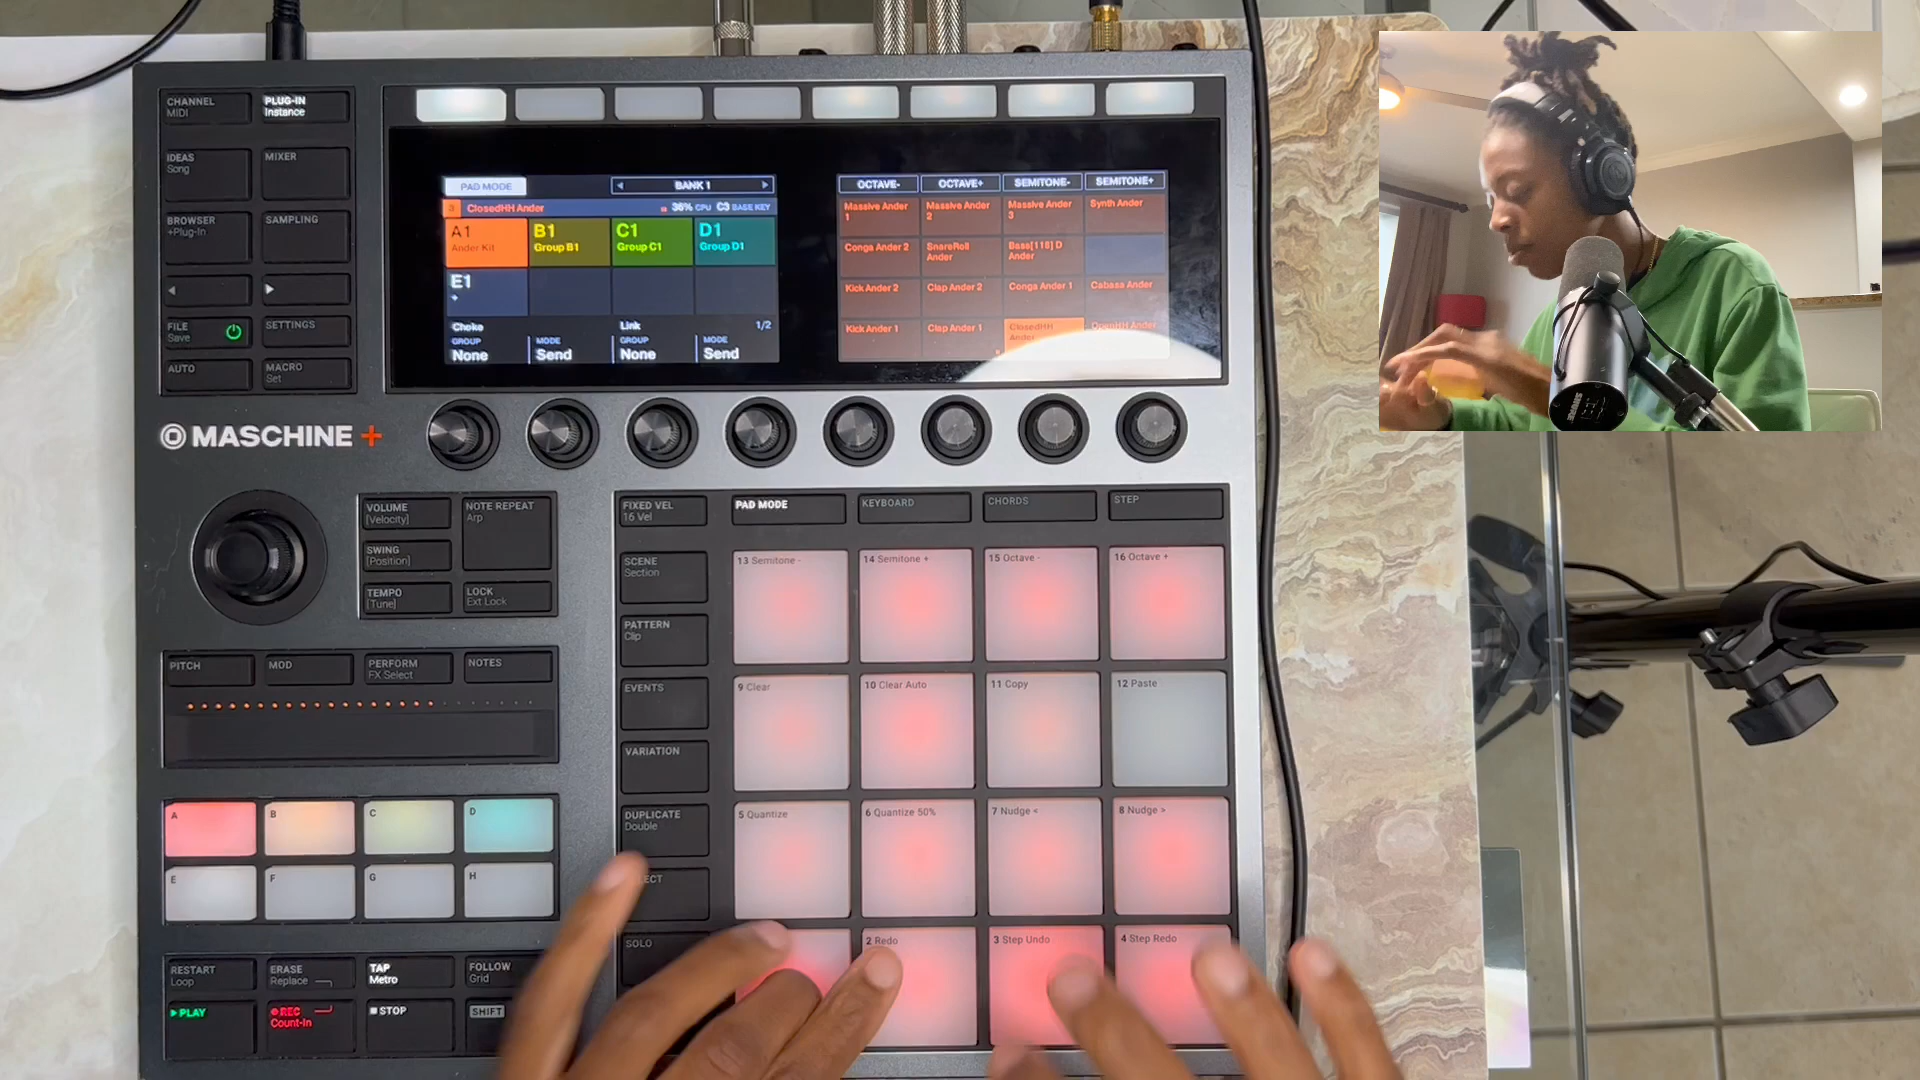 CHANNEL
MIDI
PLUG-IN
Instance
IDEAS
Song
MIXER
BROWSER
+Plug-In
SAMPLING
FILE
Save
SETTINGS
AUTO
MACRO
Set
PAD MODE
BANK 1
ClosedHH Ander
36% CPU C3 BASE KEY
A1
Ander Kit
B1
Group B1
C1
Group C1
D1
Group D1
E1
+
Choke
Link
1/2
GROUP
MODE
GROUP
MODE
None
Send
None
Send
OCTAVE-
OCTAVE+
SEMITONE-
SEMITONE+
Massive Ander 1
Massive Ander 2
Massive Ander 3
Synth Ander
Conga Ander 2
SnareRoll Ander
Bass[118] D Ander
Kick Ander 2
Clap Ander 2
Conga Ander 1
Cabasa Ander
Kick Ander 1
Clap Ander 1
ClosedHH Ander
OpenHH Ander
MASCHINE +
VOLUME
[Velocity]
NOTE REPEAT
Arp
SWING
[Position]
TEMPO
[Tune]
LOCK
Ext Lock
FIXED VEL
16 Vel
PAD MODE
KEYBOARD
CHORDS
STEP
SCENE
Section
PATTERN
Clip
EVENTS
VARIATION
DUPLICATE
Double
SOLO
13 Semitone -
14 Semitone +
15 Octave -
16 Octave +
9 Clear
10 Clear Auto
11 Copy
12 Paste
5 Quantize
6 Quantize 50%
7 Nudge <
8 Nudge >
2 Redo
3 Step Undo
4 Step Redo
PITCH
MOD
PERFORM
FX Select
NOTES
A
B
C
D
E
F
G
H
RESTART
Loop
ERASE
Replace
TAP
Metro
FOLLOW
Grid
PLAY
REC
Count-In
STOP
SHIFT
SHURE